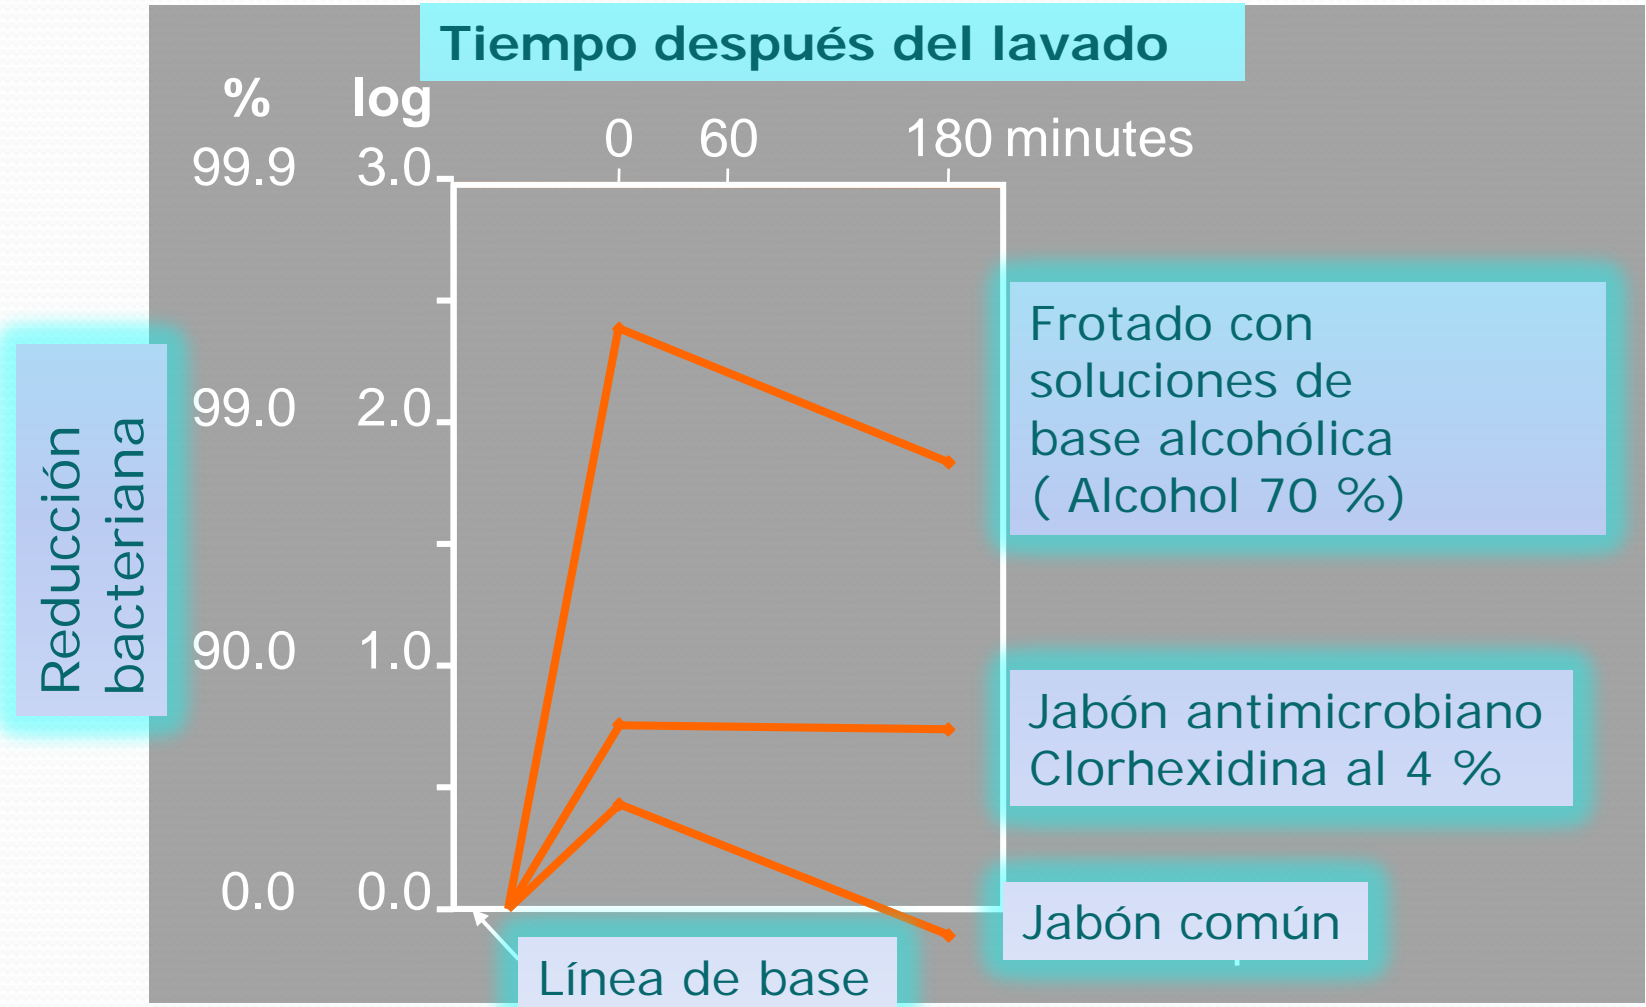 Tiempo después del lavado
% log
0 60 180 minutes
99.9 3.0
99.0 2.0
90.0 1.0
0.0 0.0
Reducción
bacteriana
Frotado con
soluciones de
base alcohólica
( Alcohol 70 %)
Jabón antimicrobiano
Clorhexidina al 4 %
Jabón común
Línea de base